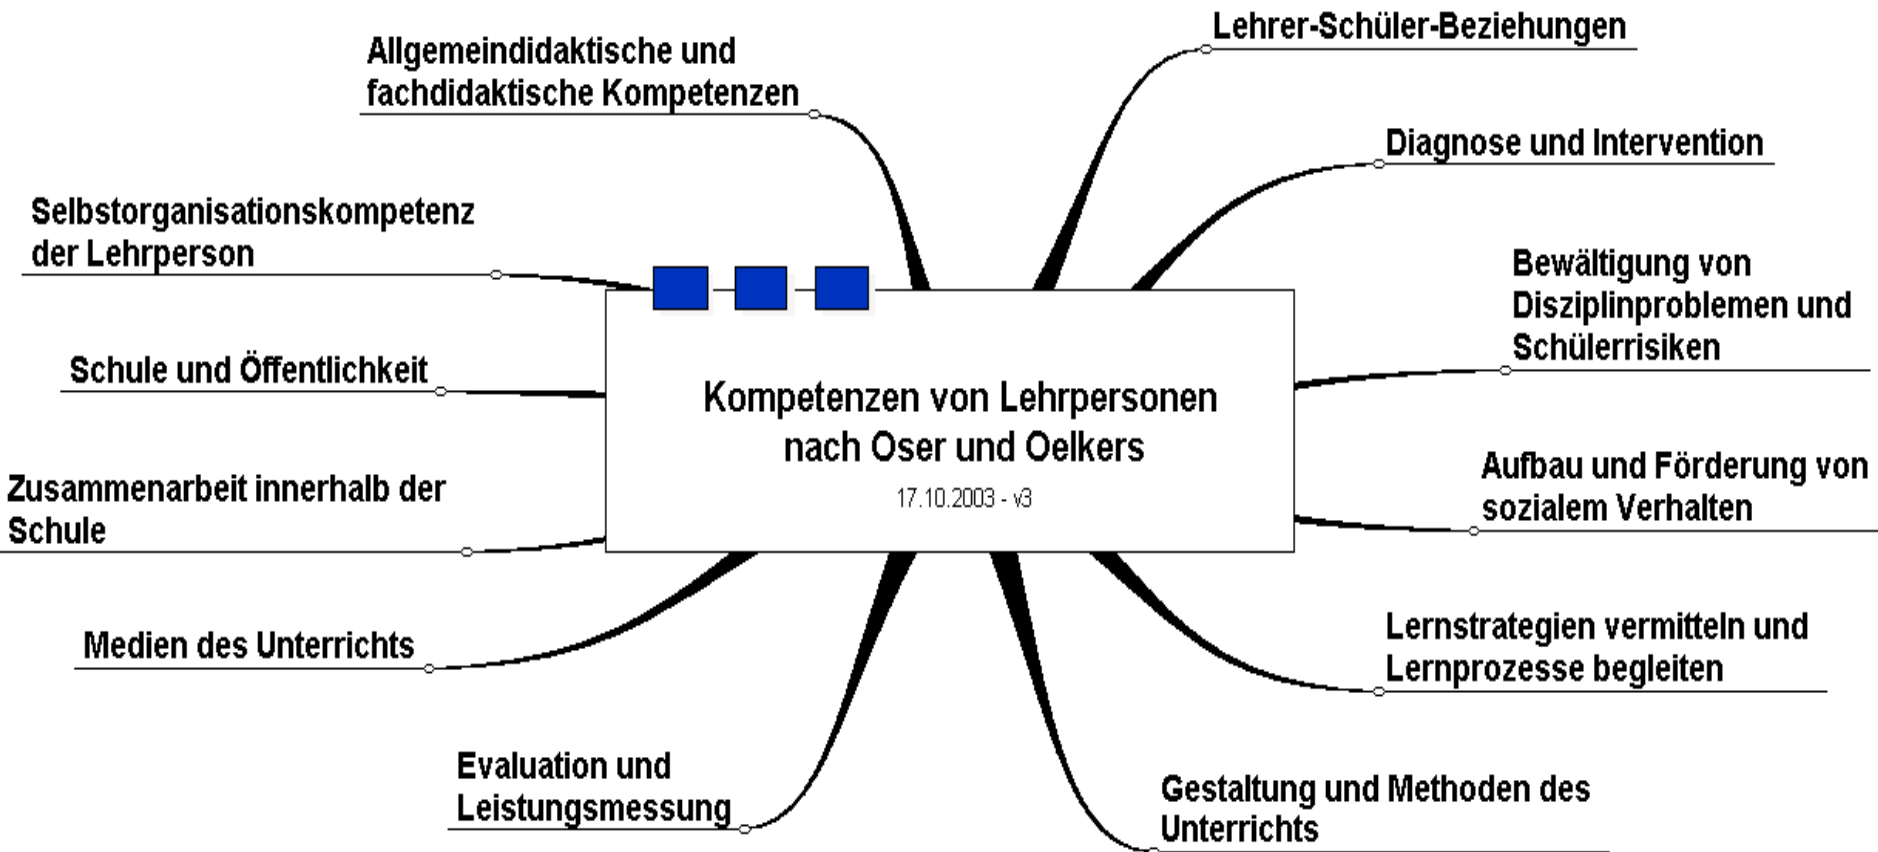 Lehrer-Schüler-Beziehungen
Diagnose und Intervention
Bewältigung von
Disziplinproblemen und
Schülerrisiken
Aufbau und Förderung von
sozialem Verhalten
Lernstrategien vermitteln und
Lernprozesse begleiten
Gestaltung und Methoden des
Unterrichts
Evaluation und
Leistungsmessung
Medien des Unterrichts
Zusammenarbeit innerhalb der
Schule
Schule und Öffentlichkeit
Selbstorganisationskompetenz
der Lehrperson
Allgemeindidaktische und
fachdidaktische Kompetenzen
Kompetenzen von Lehrpersonen
nach Oser und Oelkers
17.10.2003 - v3